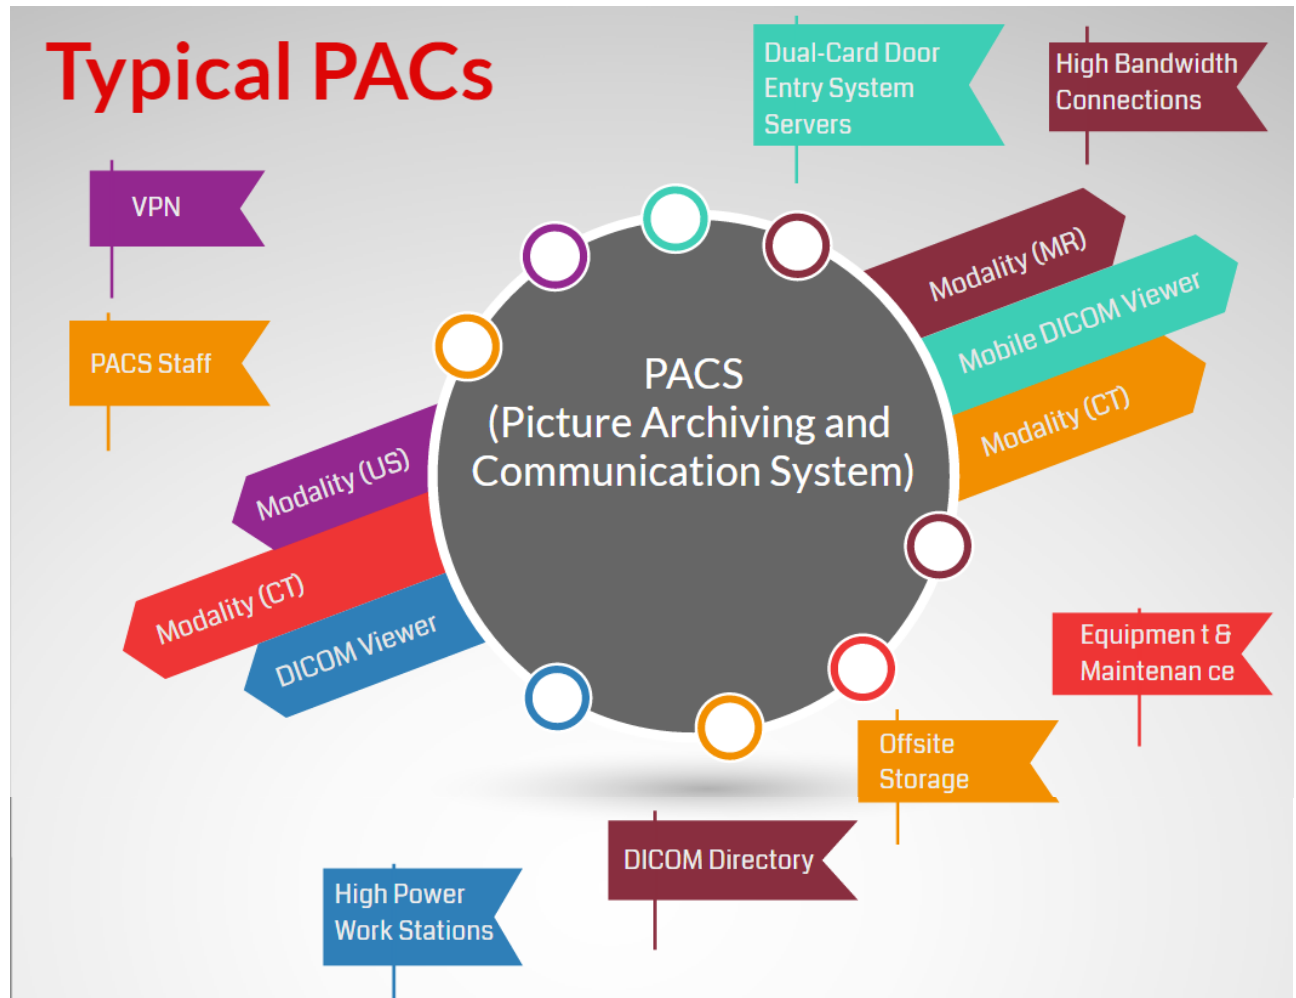 Typical PACs
Dual-Card Door
Entry System
Servers
High Bandwidth
Connections
VPN
PACS Staff
Modality (MR)
Mobile DICOM Viewer
Modality (CT)
PACS
(Picture Archiving and
Communication System)
Modality (US)
Modality (CT)
DICOM Viewer
Equipmen t &
Maintenan ce
Offsite
Storage
DICOM Directory
High Power
Work Stations